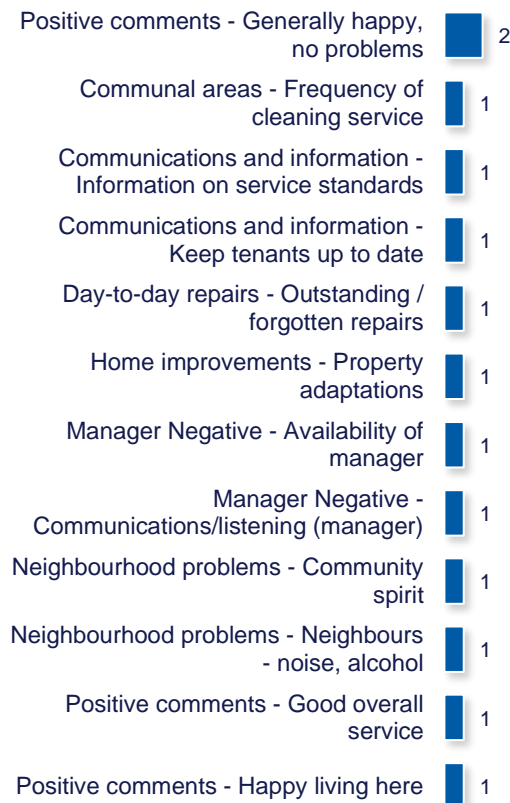 Positive comments - Generally happy,
no problems
2
Communal areas - Frequency of
cleaning service
1
Communications and information -
Information on service standards
1
Communications and information -
Keep tenants up to date
1
Day-to-day repairs - Outstanding /
forgotten repairs
1
Home improvements - Property
adaptations
1
Manager Negative - Availability of
manager
1
Manager Negative -
Communications/listening (manager)
1
Neighbourhood problems - Community
spirit
1
Neighbourhood problems - Neighbours
- noise, alcohol
1
Positive comments - Good overall
service
1
Positive comments - Happy living here
1